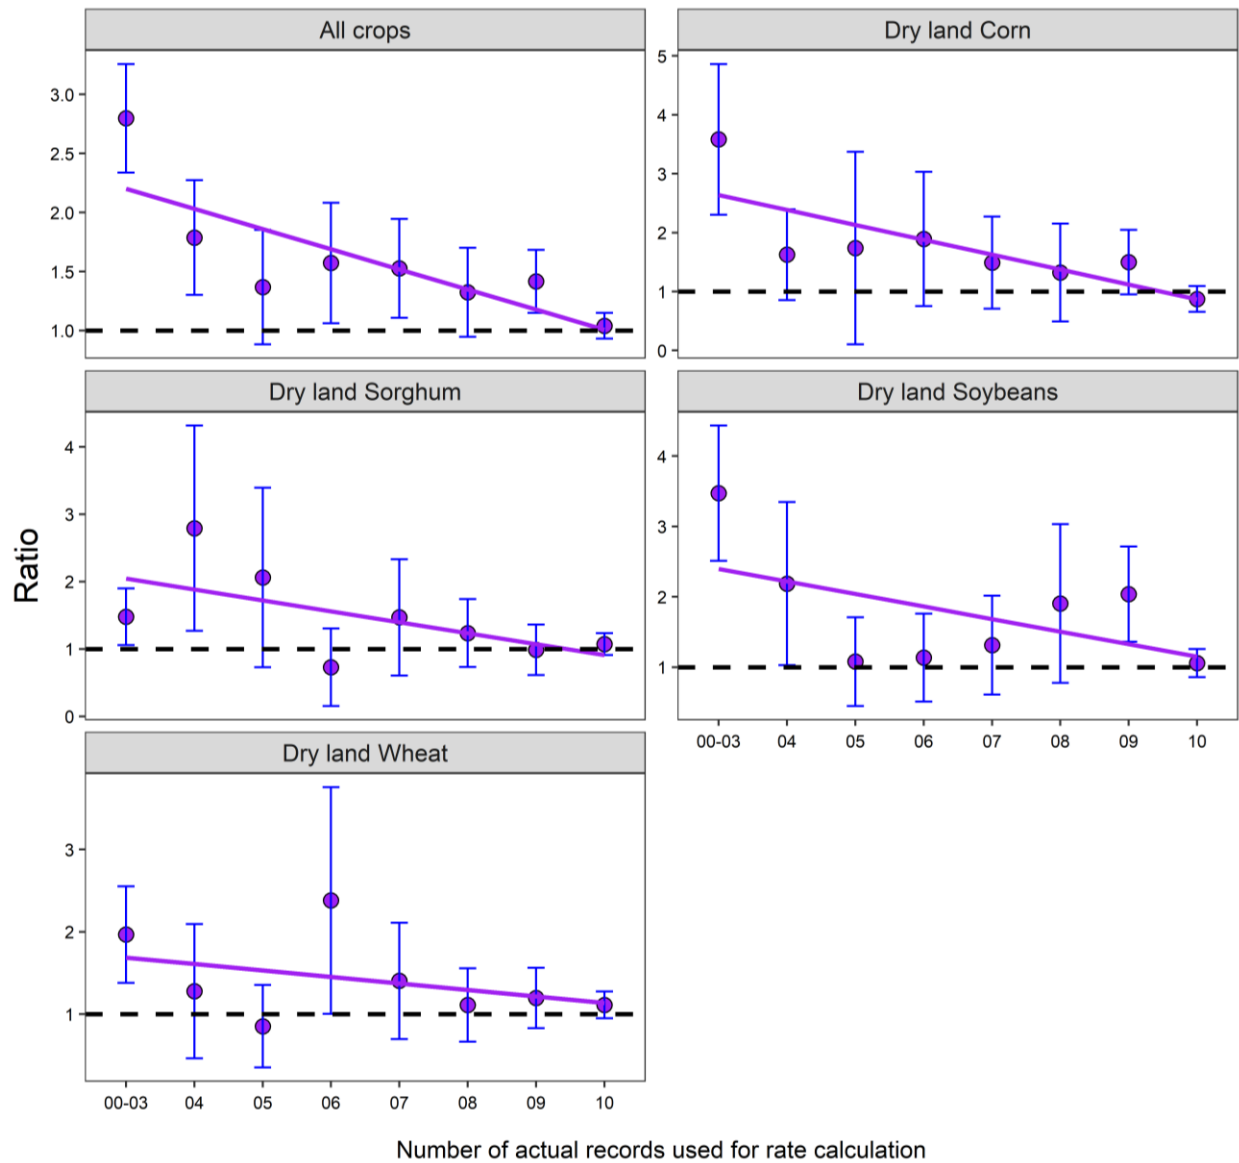 All crops
3.0
2.5
2.0
1.5
1.0
Dry land Corn
5
4
3
2
1
0
Dry land Sorghum
4
3
2
1
0
Dry land Soybeans
4
3
2
1
00-03 04 05 06 07 08 09 10
Dry land Wheat
3
2
1
00-03 04 05 06 07 08 09 10
Ratio
Number of actual records used for rate calculation